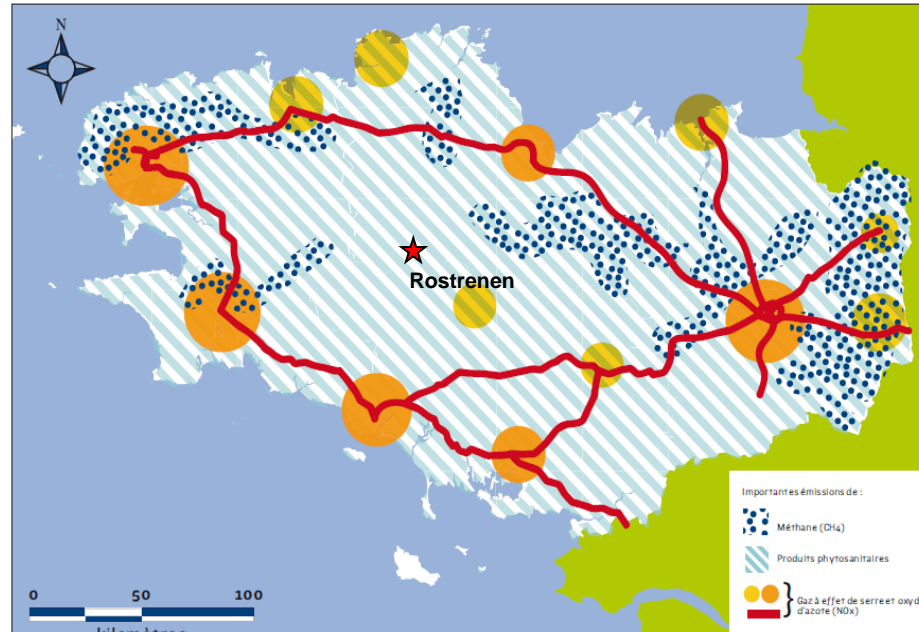 N
Rostrenen
Importantes émissions de :
Méthane (CH4)
Produits phytosanitaires
Gaz à effet de serre et oxyd
d'azote (NOx)
0 50 100
kilomètres